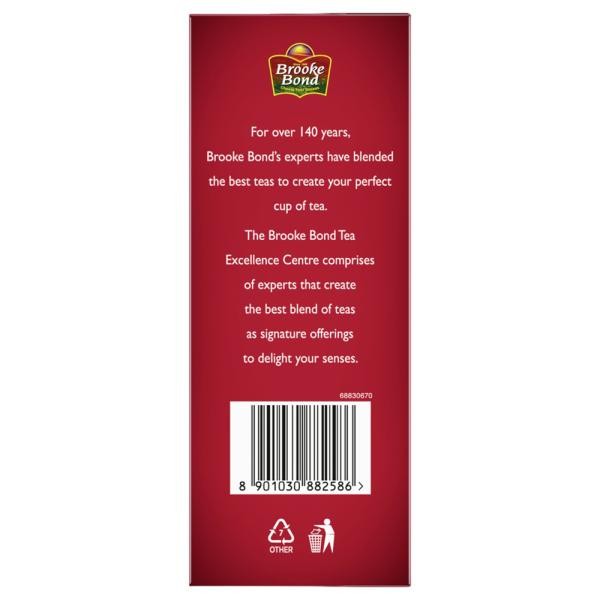 Brooke
Bond
For over 140 years,
Brooke Bond's experts have blended
the best teas to create your perfect
cup of tea.
The Brooke Bond Tea
Excellence Centre comprises
of experts that create
the best blend of teas
as signature offerings
to delight your senses.
68830670
8 901030 882586 >
7
OTHER